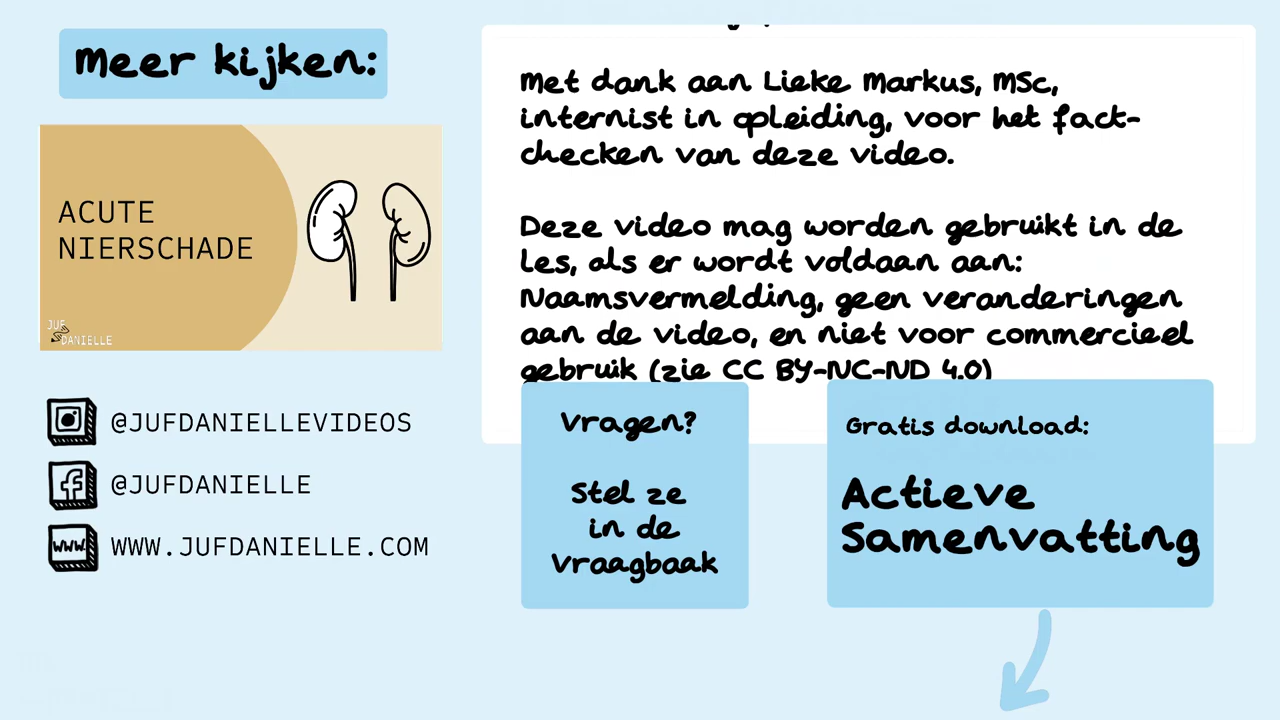 Meer kijken:
ACUTE
NIERSCHADE
JUF
DANIELLE
@JUFDANIELLEVIDEOS
@JUFDANIELLE
www.
WWW.JUFDANIELLE.COM
Met dank aan Lieke Markus, MSc,
internist in opleiding, voor het fact-
checken van deze video.
Deze video mag worden gebruikt in de
les, als er wordt voldaan aan:
Naamsvermelding, geen veranderingen
aan de video, en niet voor commercieel
gebruik (zie CC BY-NC-ND 4.0)
Vragen?
Stel ze
in de
Vraagbaak
Gratis download:
Actieve
Samenvatting